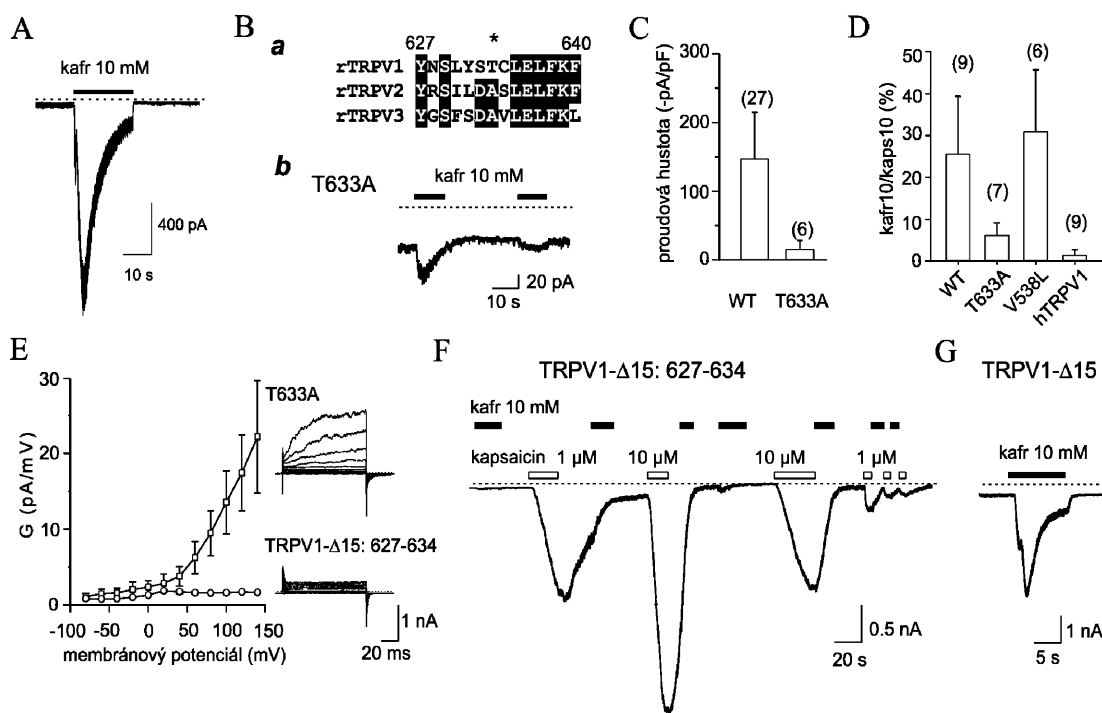 A
kafr 10 mM
400 pA
10 s
B
a
*
627 640
rTRPV1 YNSLYSTCLELFKF
rTRPV2 YRSILDASLELFKF
rTRPV3 YGSFSDAVLELFKL
b
T633A
kafr 10 mM
20 pA
10 s
C
proudová hustota (-pA/pF)
300
250
200
150
100
50
0
(27)
(6)
WT T633A
D
kafr10/kaps10 (%)
50
40
30
20
10
0
(9)
(7)
(6)
(9)
WT
T633A
V538L
hTRPV1
E
G (pA/mV)
30
20
10
0
-100 -50 0 50 100 150
membránový potenciál (mV)
T633A
TRPV1-Δ15: 627-634
1 nA
20 ms
F
TRPV1-Δ15: 627-634
kafr 10 mM
kapsaicin 1 µM 10 µM 10 µM 1 µM
0.5 nA
20 s
G
TRPV1-Δ15
kafr 10 mM
1 nA
5 s